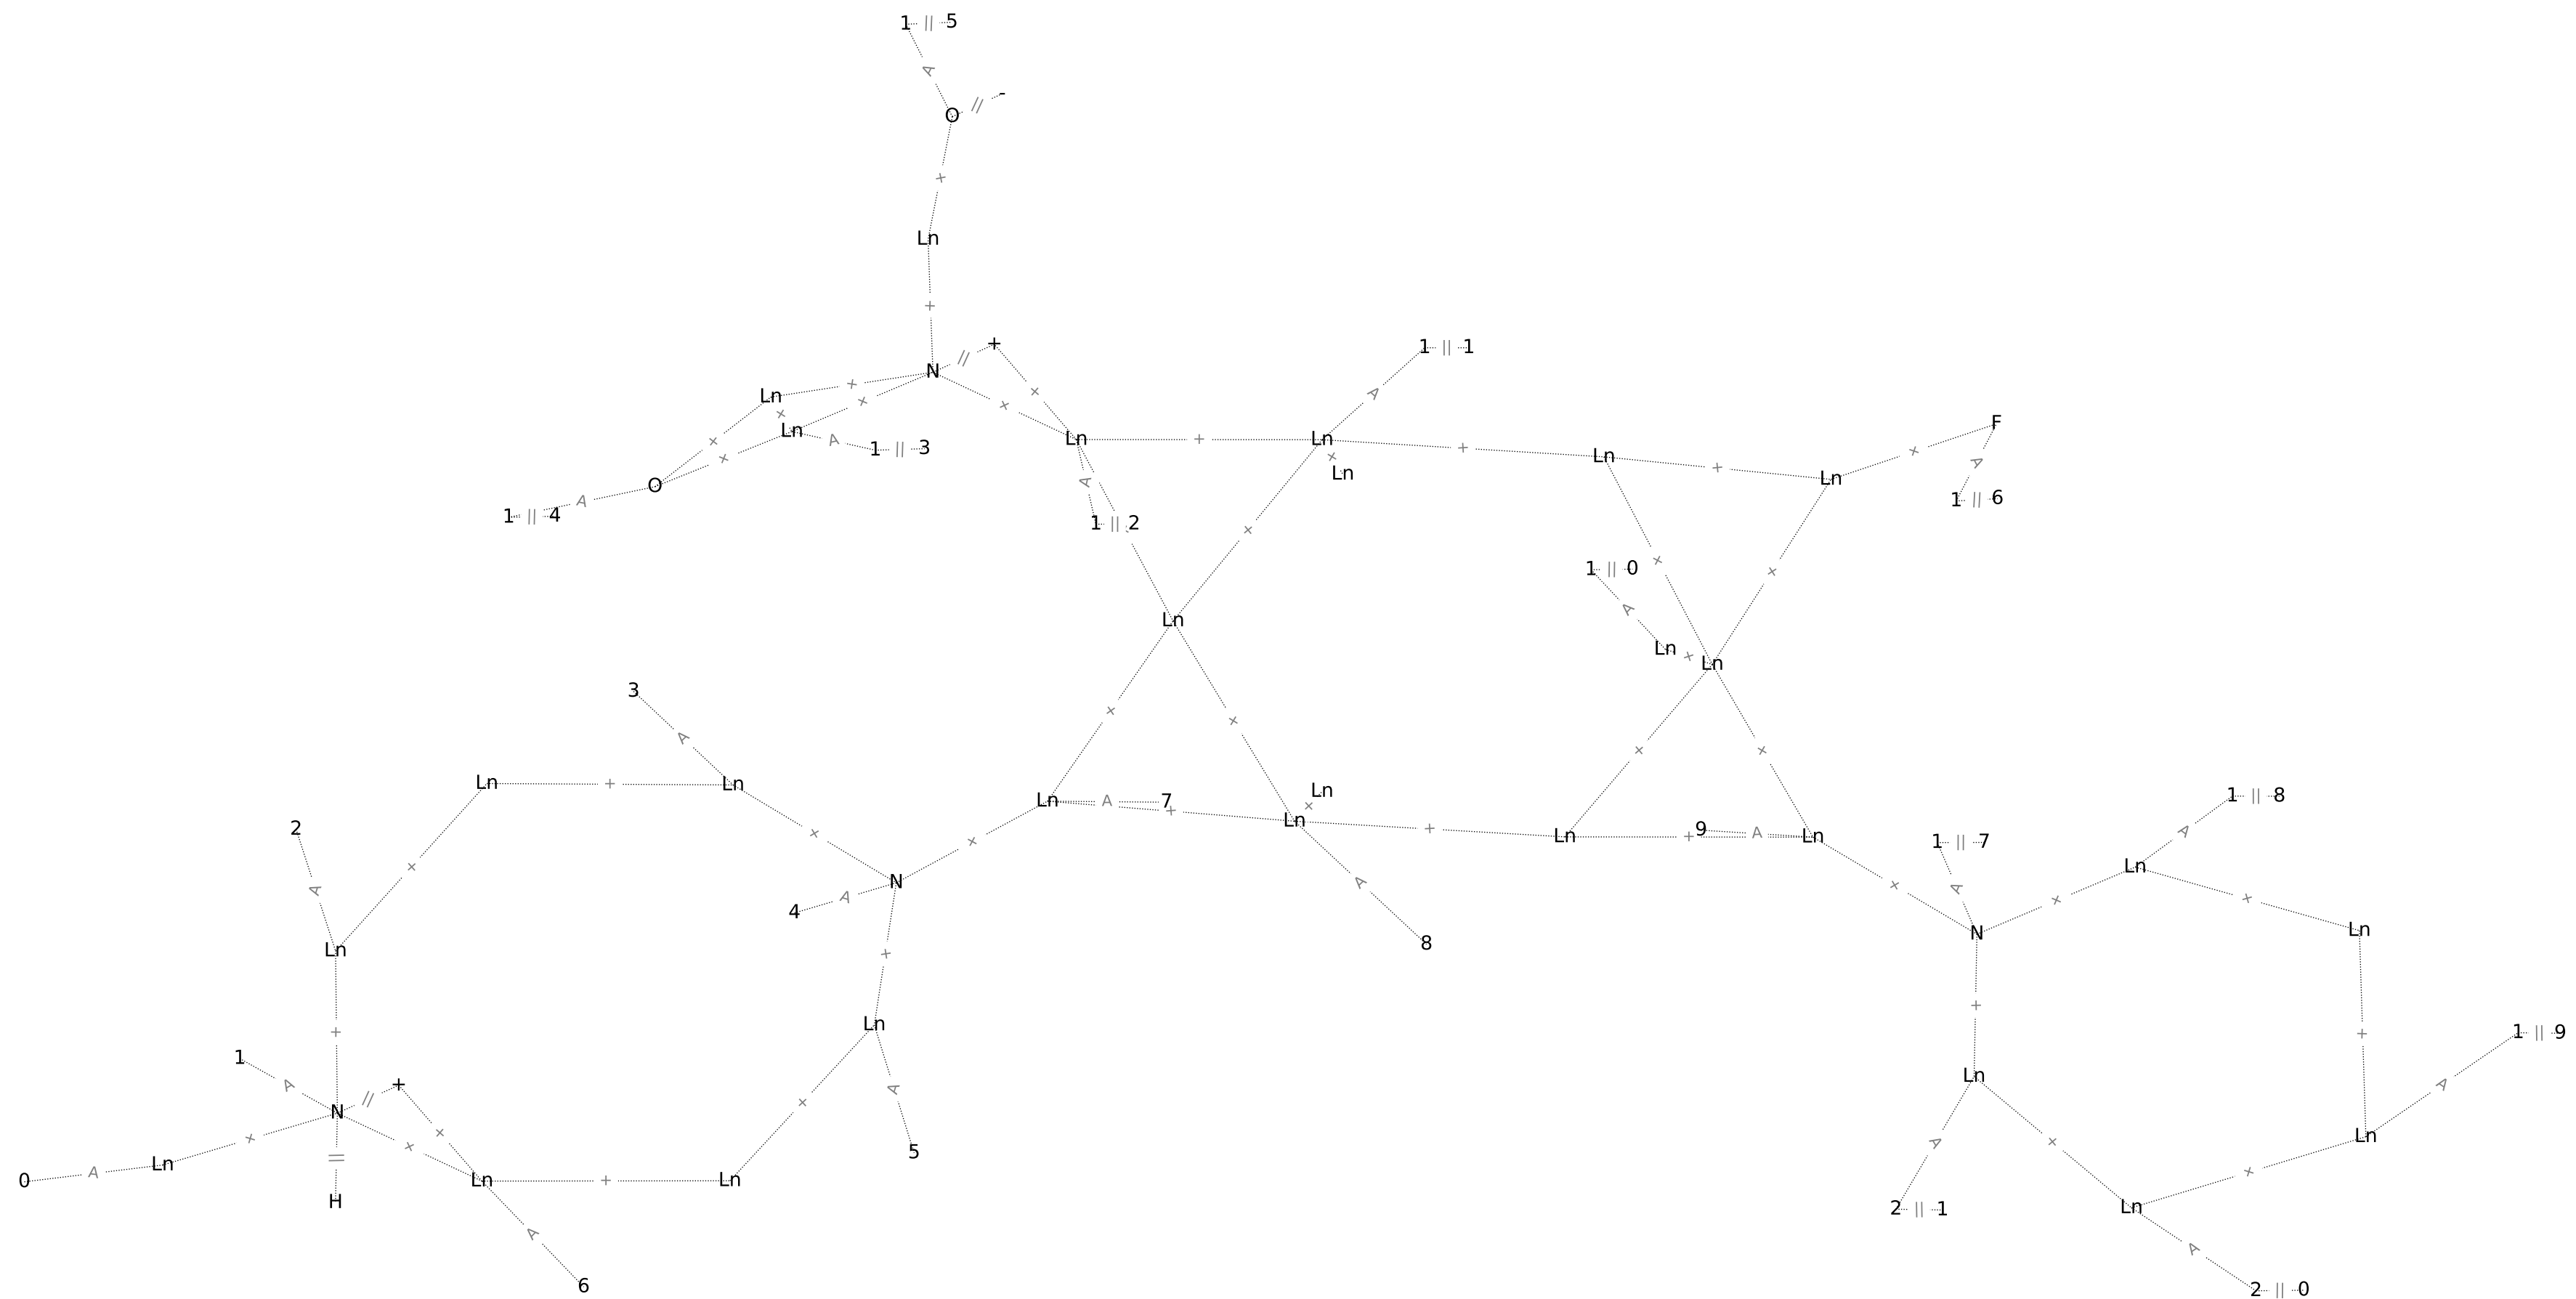 1 || 5
A
O // -
+
Ln
+
N // +
Ln + + +
+
Ln A 1 || 3
+ +
O
A
1 || 4
Ln + Ln + Ln + Ln + F
A 1 || 1
+ Ln
A
1 || 2
A
1 || 6
+ + +
1 || 0
A
Ln + Ln
Ln
+ + + +
3
A
Ln + Ln
+
2
A
+
Ln
N + Ln A 7
+
Ln + Ln
+ Ln 9 A Ln
+
A
8
4 A
+
+
Ln
A
5
+
1
A
N // +
+ +
||
H
0 A Ln +
Ln + Ln
A
6
+
1 || 7
A
N + Ln
A
1 || 8
+
Ln
+
+
Ln
A
1 || 9
Ln
A
2 || 1
+
+
Ln
A
2 || 0